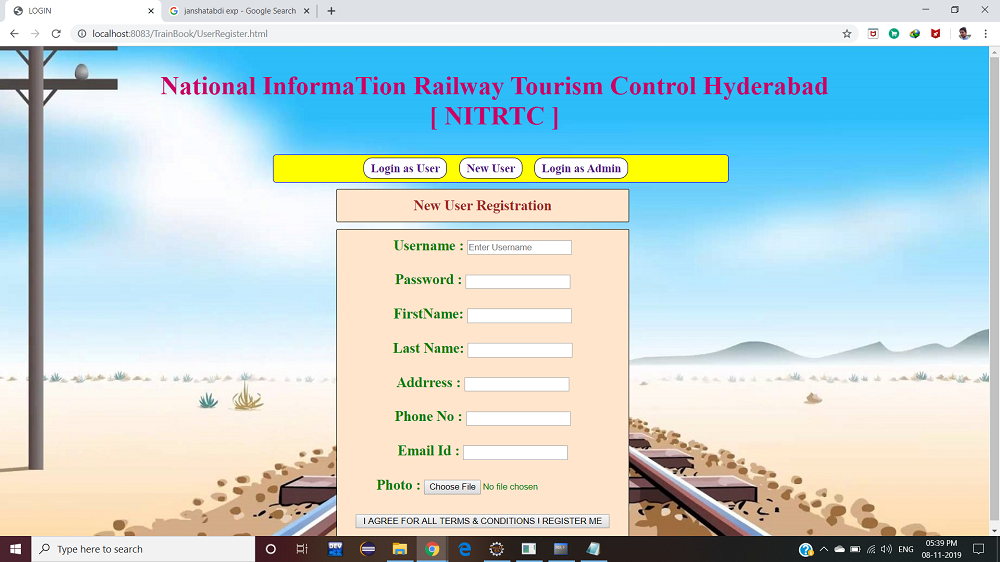 LOGIN
janshatabdi exp - Google Search
localhost:8083/TrainBook/UserRegister.html
National InformaTion Railway Tourism Control Hyderabad
[ NITRTC ]
Login as User New User Login as Admin
New User Registration
Username : Enter Username
Password :
FirstName:
Last Name:
Addrress :
Phone No :
Email Id :
Photo : Choose File No file chosen
I AGREE FOR ALL TERMS & CONDITIONS I REGISTER ME
Type here to search
DEV
ENG
05:39 PM
08-11-2019